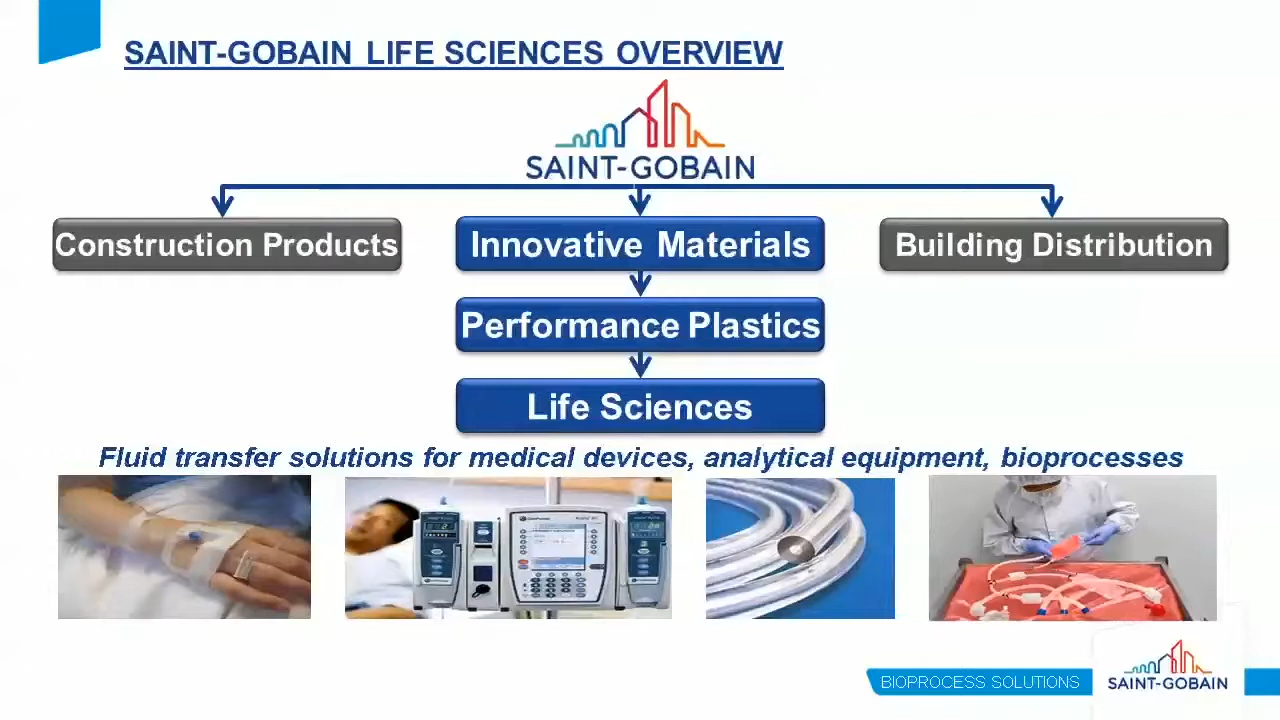 SAINT-GOBAIN LIFE SCIENCES OVERVIEW
SAINT-GOBAIN
Construction Products
Innovative Materials
Building Distribution
Performance Plastics
Life Sciences
Fluid transfer solutions for medical devices, analytical equipment, bioprocesses
BIOPROCESS SOLUTIONS
SAINT-GOBAIN